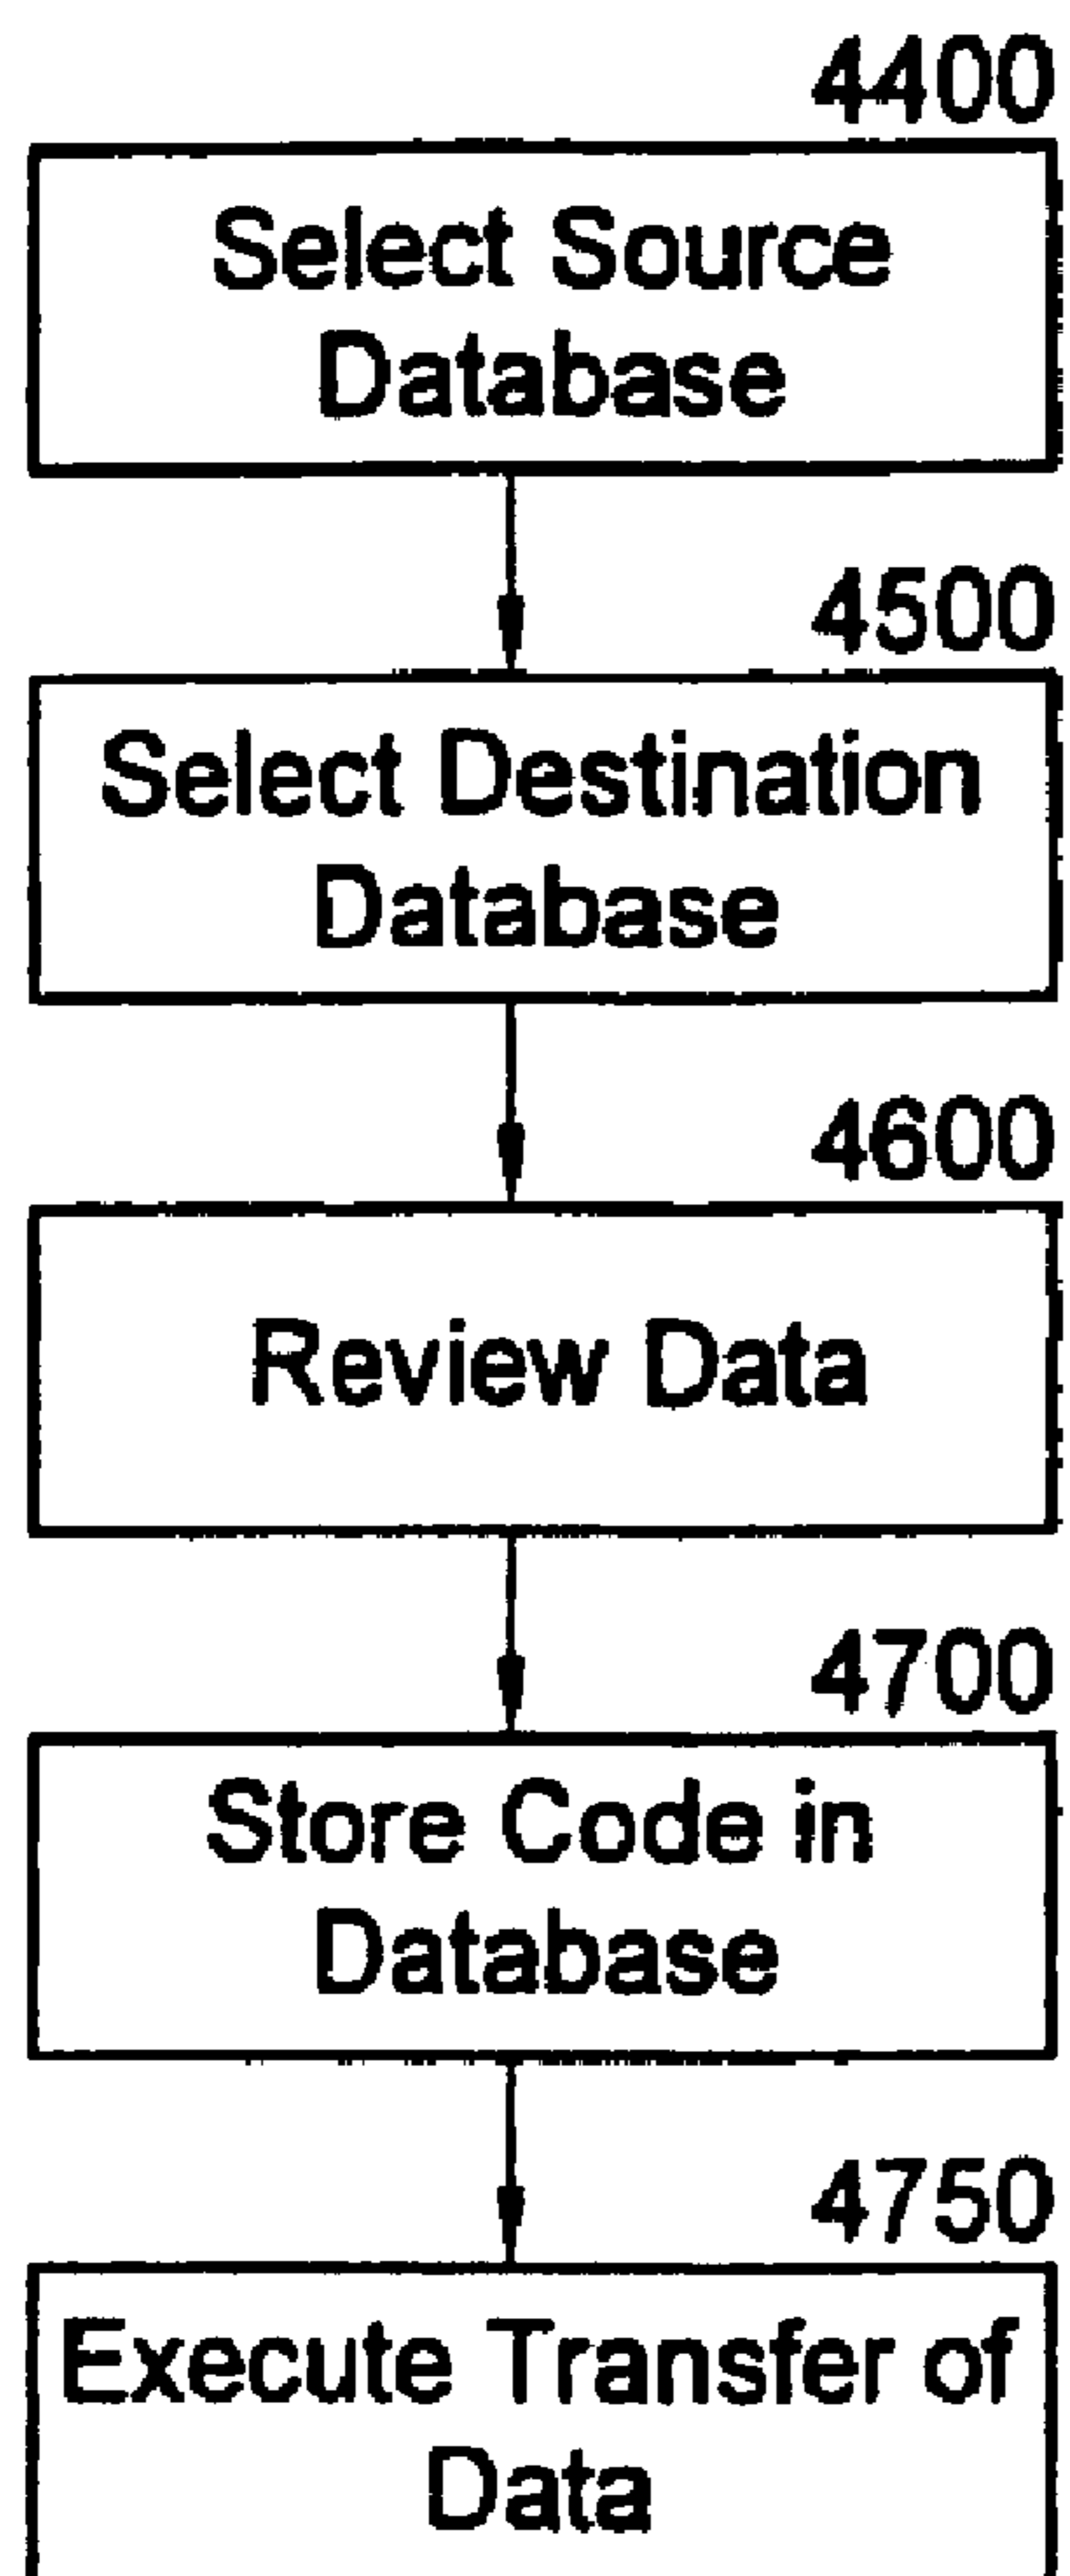 4400
Select Source
Database
4500
Select Destination
Database
4600
Review Data
4700
Store Code in
Database
4750
Execute Transfer of
Data